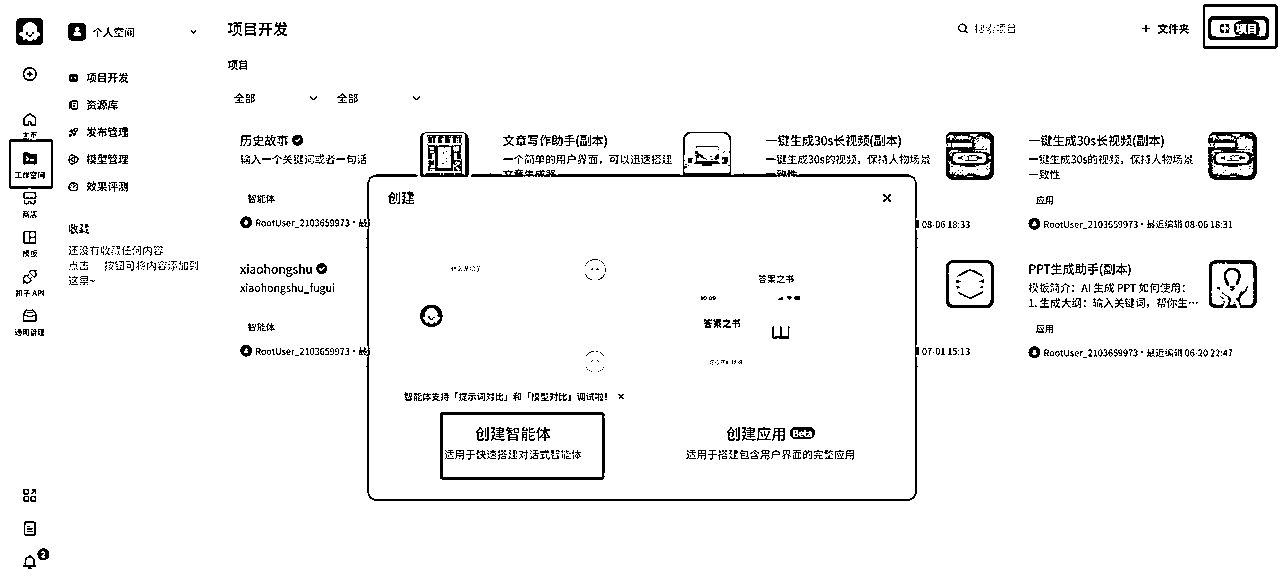 个人空间
项目开发
搜索项目
文件夹
项目
项目开发
资源库
发布管理
模型管理
效果评测
收藏
还没有收藏任何内容
点击 按钮可将内容添加到
这里~
主页
工作空间
商店
模板
扣子 API
通用管理
2
项目
全部
全部
历史故事
输入一个关键词或者一句话
智能体
RootUser_2103659973 · 最
文章写作助手(副本)
一个简单的用户界面，可以迅速搭建
文章生成器
一键生成30s长视频(副本)
一键生成30s的视频，保持人物场景
一致性
08-06 18:33
一键生成30s长视频(副本)
一键生成30s的视频，保持人物场景
一致性
应用
RootUser_2103659973 · 最近编辑 08-06 18:31
xiaohongshu
xiaohongshu_fugui
智能体
RootUser_2103659973 · 最
07-01 15:13
PPT生成助手(副本)
模板简介：AI 生成 PPT 如何使用：
1. 生成大纲：输入关键词，帮你生…
应用
RootUser_2103659973 · 最近编辑 06-20 22:47
创建
答案之书
答案之书
智能体支持「提示词对比」和「模型对比」调试啦！
创建智能体
适用于快速搭建对话式智能体
创建应用 Beta
适用于搭建包含用户界面的完整应用